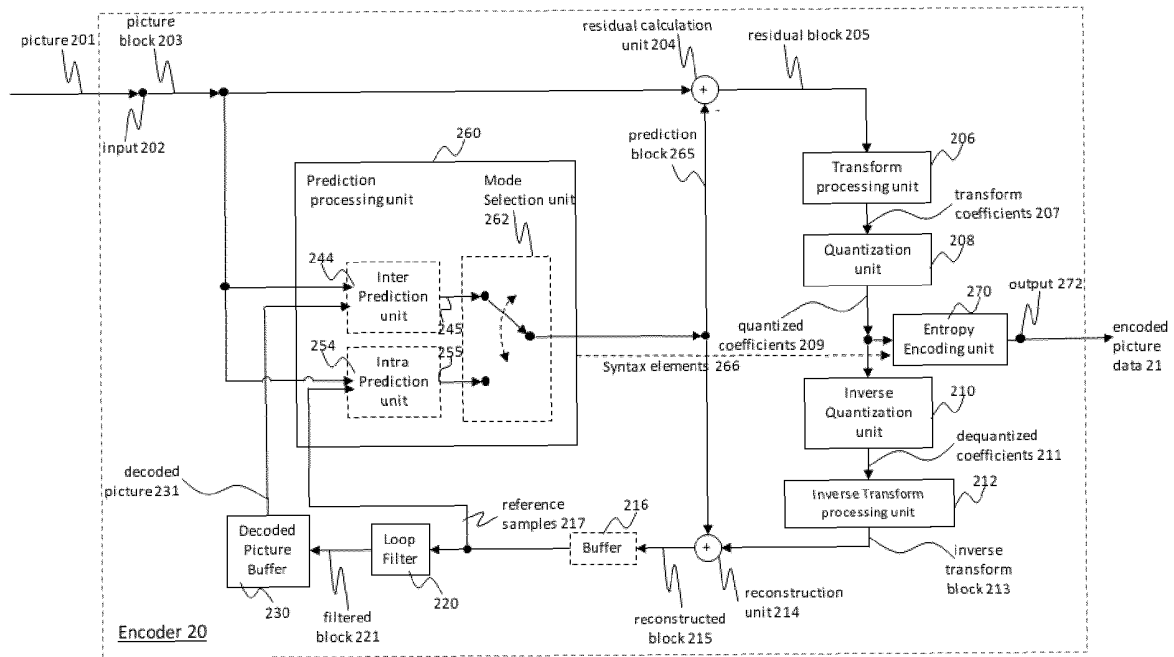 picture 201
picture
block 203
input 202
residual calculation
unit 204
+
-
residual block 205
prediction
block 265
260
Prediction
processing unit
Mode
Selection unit
262
244
Inter
Prediction
unit
245
254
Intra
Prediction
unit
255
206
Transform
processing unit
transform
coefficients 207
Quantization
unit
208
quantized
coefficients 209
270
Entropy
Encoding unit
output 272
encoded
picture
data 21
Syntax elements 266
Inverse
Quantization
unit
210
dequantized
coefficients 211
Inverse Transform
processing unit
212
inverse
transform
block 213
decoded
picture 231
Decoded
Picture
Buffer
230
Loop
Filter
220
filtered
block 221
reference
samples 217
216
Buffer
+
reconstruction
unit 214
reconstructed
block 215
Encoder 20